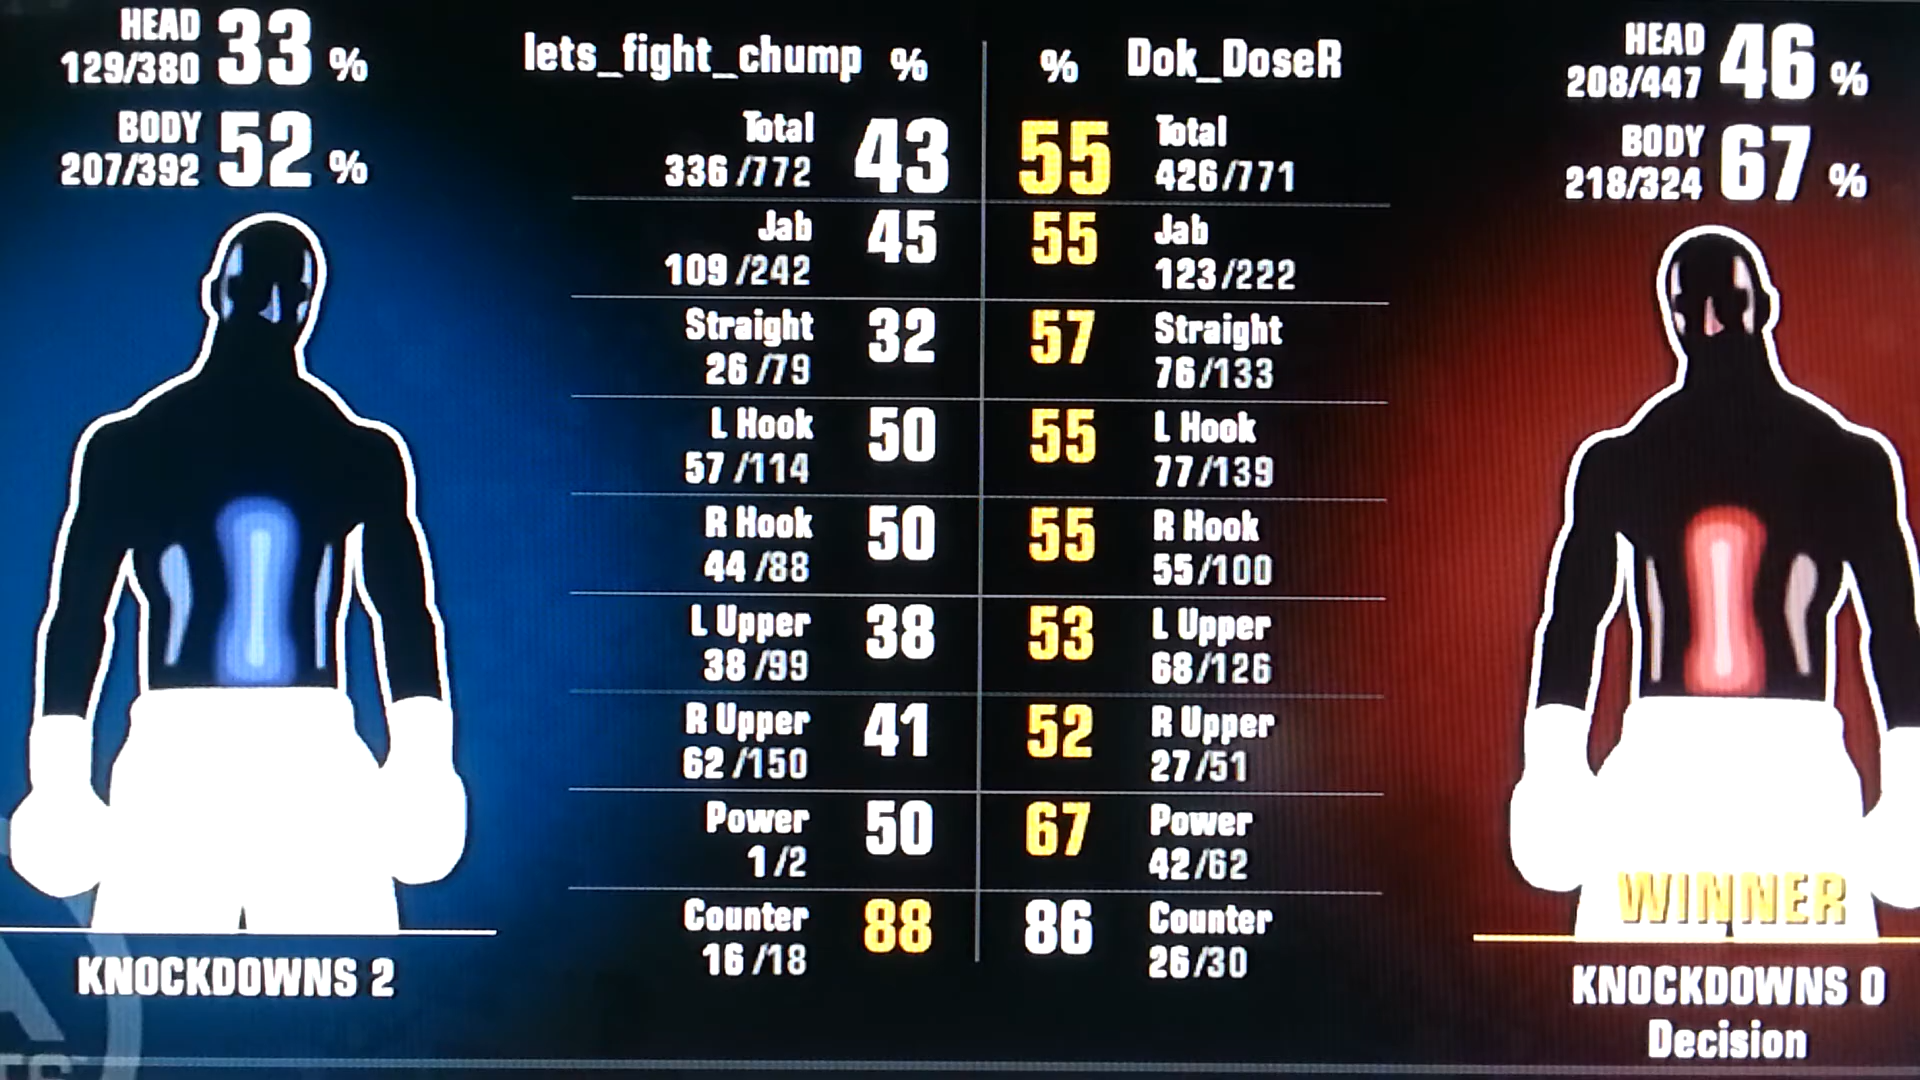 HEAD
129/380 33 %
BODY
207/392 52 %
KNOCKDOWNS 2
lets_fight_chump % % Dok_DoseR
Total 43 55 Total
336/772 426/771
Jab 45 55 Jab
109/242 123/222
Straight 32 57 Straight
26/79 76/133
L Hook 50 55 L Hook
57/114 77/139
R Hook 50 55 R Hook
44/88 55/100
L Upper 38 53 L Upper
38/99 68/126
R Upper 41 52 R Upper
62/150 27/51
Power 50 67 Power
1/2 42/62
Counter 88 86 Counter
16/18 26/30
HEAD
208/447 46 %
BODY
218/324 67 %
WINNER
KNOCKDOWNS 0
Decision